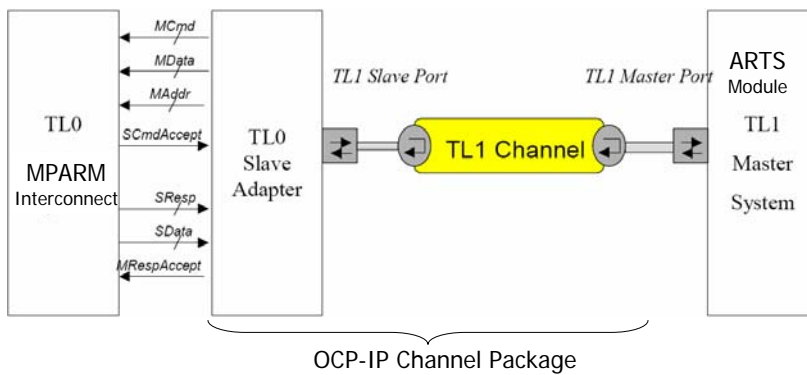 MCmd
MData
MAddr
SCmdAccept
SResp
SData
MRespAccept
TL0
MPARM
Interconnect
TL0
Slave
Adapter
TL1 Slave Port
TL1 Channel
TL1 Master Port
ARTS
Module
TL1
Master
System
OCP-IP Channel Package